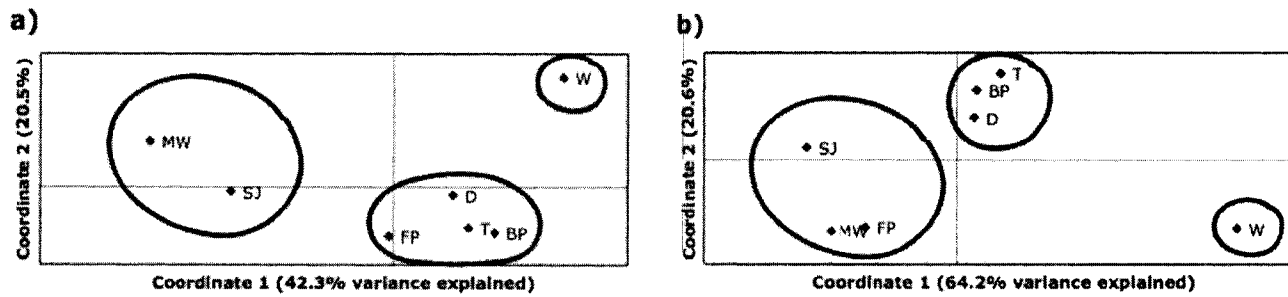 a)
Coordinate 2 (20.5%)
W
MW
SJ
D
FP
T
BP
Coordinate 1 (42.3% variance explained)
b)
Coordinate 2 (20.6%)
T
BP
D
SJ
MW
FP
W
Coordinate 1 (64.2% variance explained)